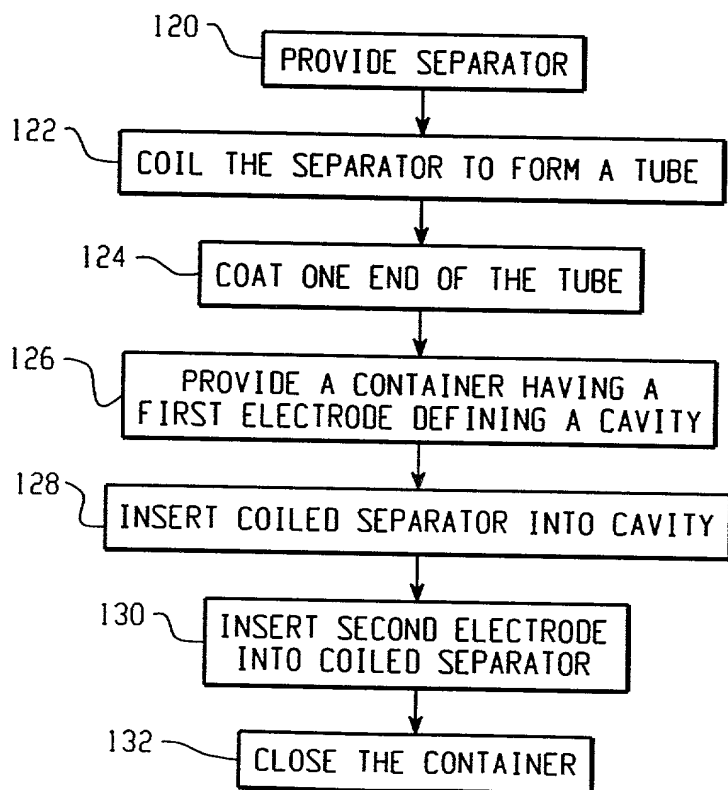 120
PROVIDE SEPARATOR
122
COIL THE SEPARATOR TO FORM A TUBE
124
COAT ONE END OF THE TUBE
126
PROVIDE A CONTAINER HAVING A
FIRST ELECTRODE DEFINING A CAVITY
128
INSERT COILED SEPARATOR INTO CAVITY
130
INSERT SECOND ELECTRODE
INTO COILED SEPARATOR
132
CLOSE THE CONTAINER